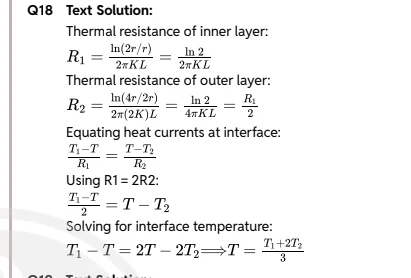 Q18 Text Solution:
Thermal resistance of inner layer:
R₁ = ln(2r/r)/2πKL = ln 2/2πKL
Thermal resistance of outer layer:
R₂ = ln(4r/2r)/2π(2K)L = ln 2/4πKL = R₁/2
Equating heat currents at interface:
T₁−T/R₁ = T−T₂/R₂
Using R1 = 2R2:
T₁−T/2 = T − T₂
Solving for interface temperature:
T₁ − T = 2T − 2T₂ ⟹ T = T₁+2T₂/3